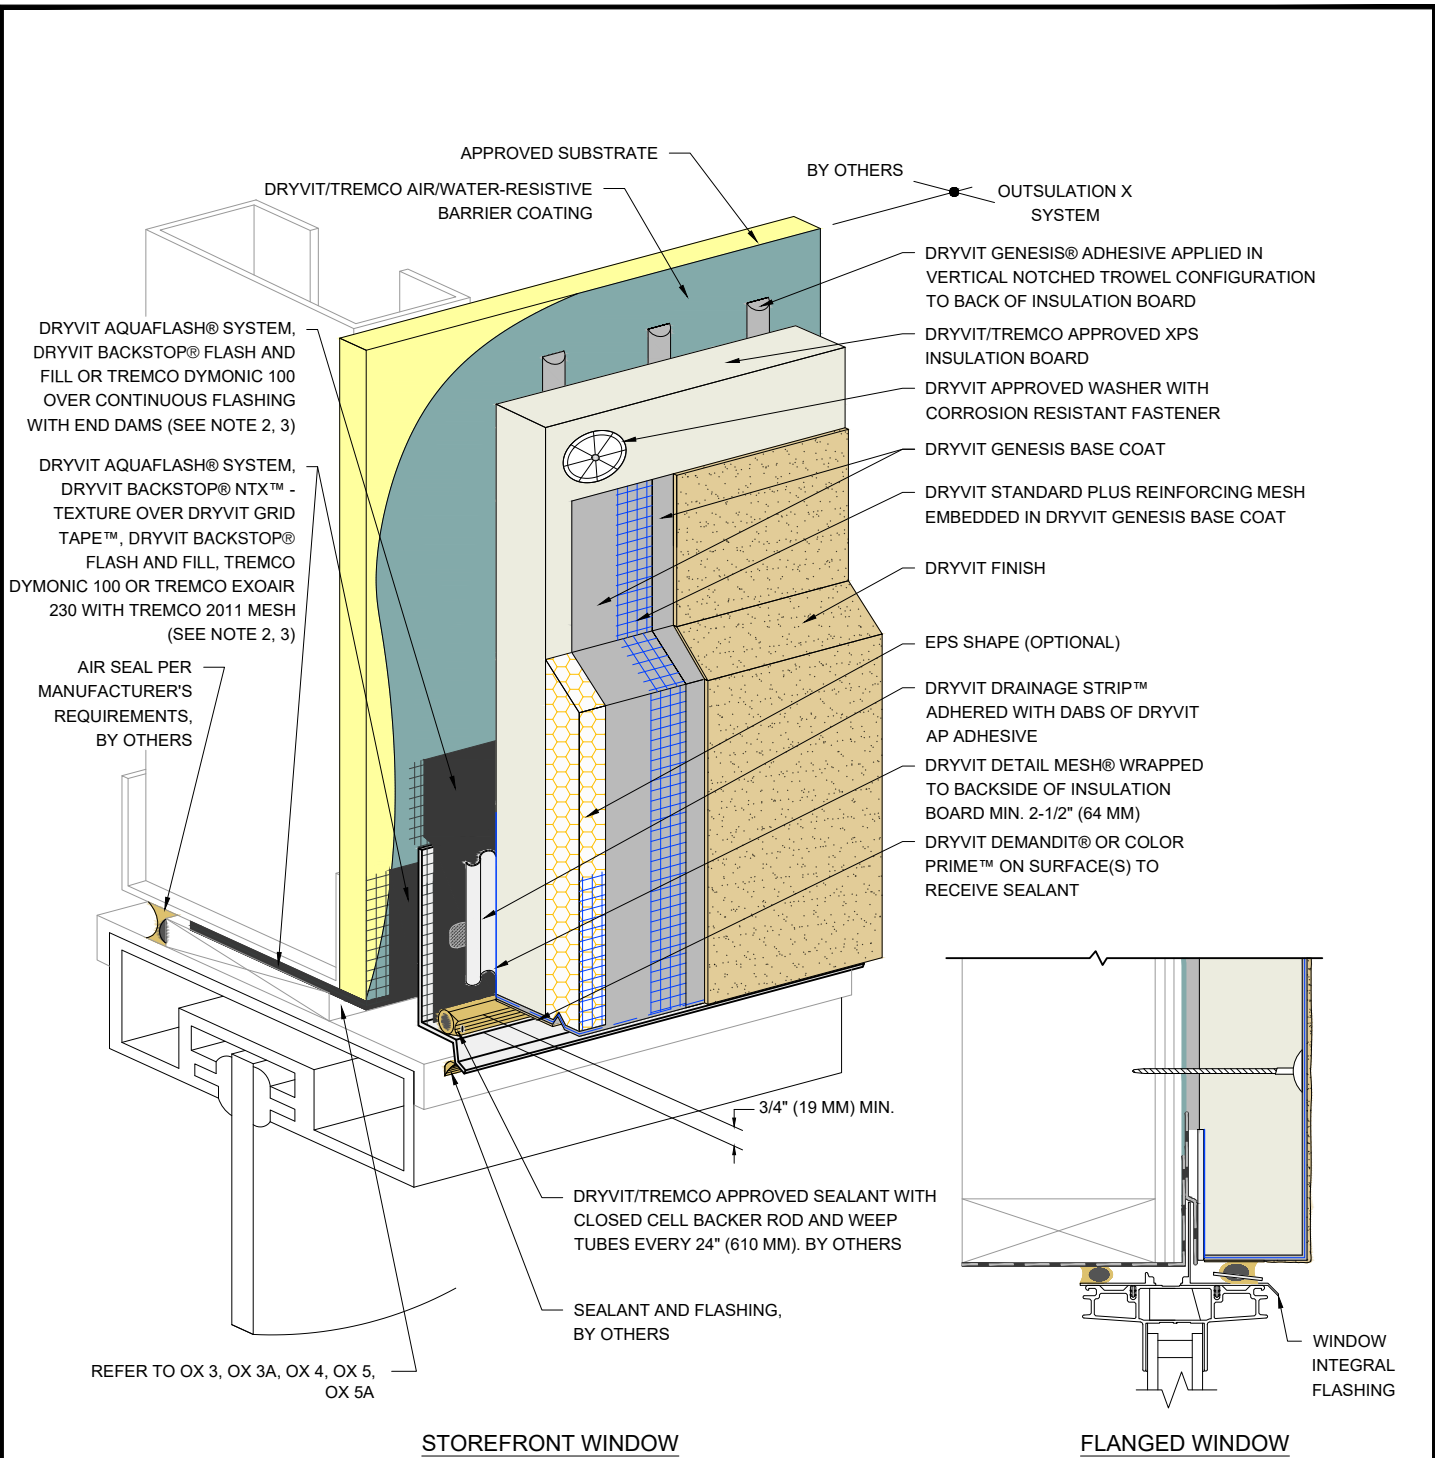 APPROVED SUBSTRATE
DRYVIT/TREMCO AIR/WATER-RESISTIVE
BARRIER COATING
BY OTHERS
OUTSULATION X
SYSTEM
DRYVIT GENESIS® ADHESIVE APPLIED IN
VERTICAL NOTCHED TROWEL CONFIGURATION
TO BACK OF INSULATION BOARD
DRYVIT/TREMCO APPROVED XPS
INSULATION BOARD
DRYVIT APPROVED WASHER WITH
CORROSION RESISTANT FASTENER
DRYVIT GENESIS BASE COAT
DRYVIT STANDARD PLUS REINFORCING MESH
EMBEDDED IN DRYVIT GENESIS BASE COAT
DRYVIT FINISH
EPS SHAPE (OPTIONAL)
DRYVIT DRAINAGE STRIP™
ADHERED WITH DABS OF DRYVIT
AP ADHESIVE
DRYVIT DETAIL MESH® WRAPPED
TO BACKSIDE OF INSULATION
BOARD MIN. 2-1/2" (64 MM)
DRYVIT DEMANDIT® OR COLOR
PRIME™ ON SURFACE(S) TO
RECEIVE SEALANT
DRYVIT AQUAFLASH® SYSTEM,
DRYVIT BACKSTOP® FLASH AND
FILL OR TREMCO DYMONIC 100
OVER CONTINUOUS FLASHING
WITH END DAMS (SEE NOTE 2, 3)
DRYVIT AQUAFLASH® SYSTEM,
DRYVIT BACKSTOP® NTX™ -
TEXTURE OVER DRYVIT GRID
TAPE™, DRYVIT BACKSTOP®
FLASH AND FILL, TREMCO
DYMONIC 100 OR TREMCO EXOAIR
230 WITH TREMCO 2011 MESH
(SEE NOTE 2, 3)
AIR SEAL PER
MANUFACTURER'S
REQUIREMENTS,
BY OTHERS
3/4" (19 MM) MIN.
DRYVIT/TREMCO APPROVED SEALANT WITH
CLOSED CELL BACKER ROD AND WEEP
TUBES EVERY 24" (610 MM). BY OTHERS
SEALANT AND FLASHING,
BY OTHERS
REFER TO OX 3, OX 3A, OX 4, OX 5,
OX 5A
WINDOW
INTEGRAL
FLASHING
STOREFRONT WINDOW
FLANGED WINDOW